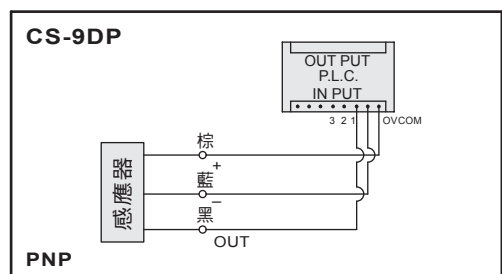 CS-9DP
OUT PUT
P.L.C.
IN PUT
3 2 1 OVCOM
感應器
棕
+
藍
−
黑
OUT
PNP